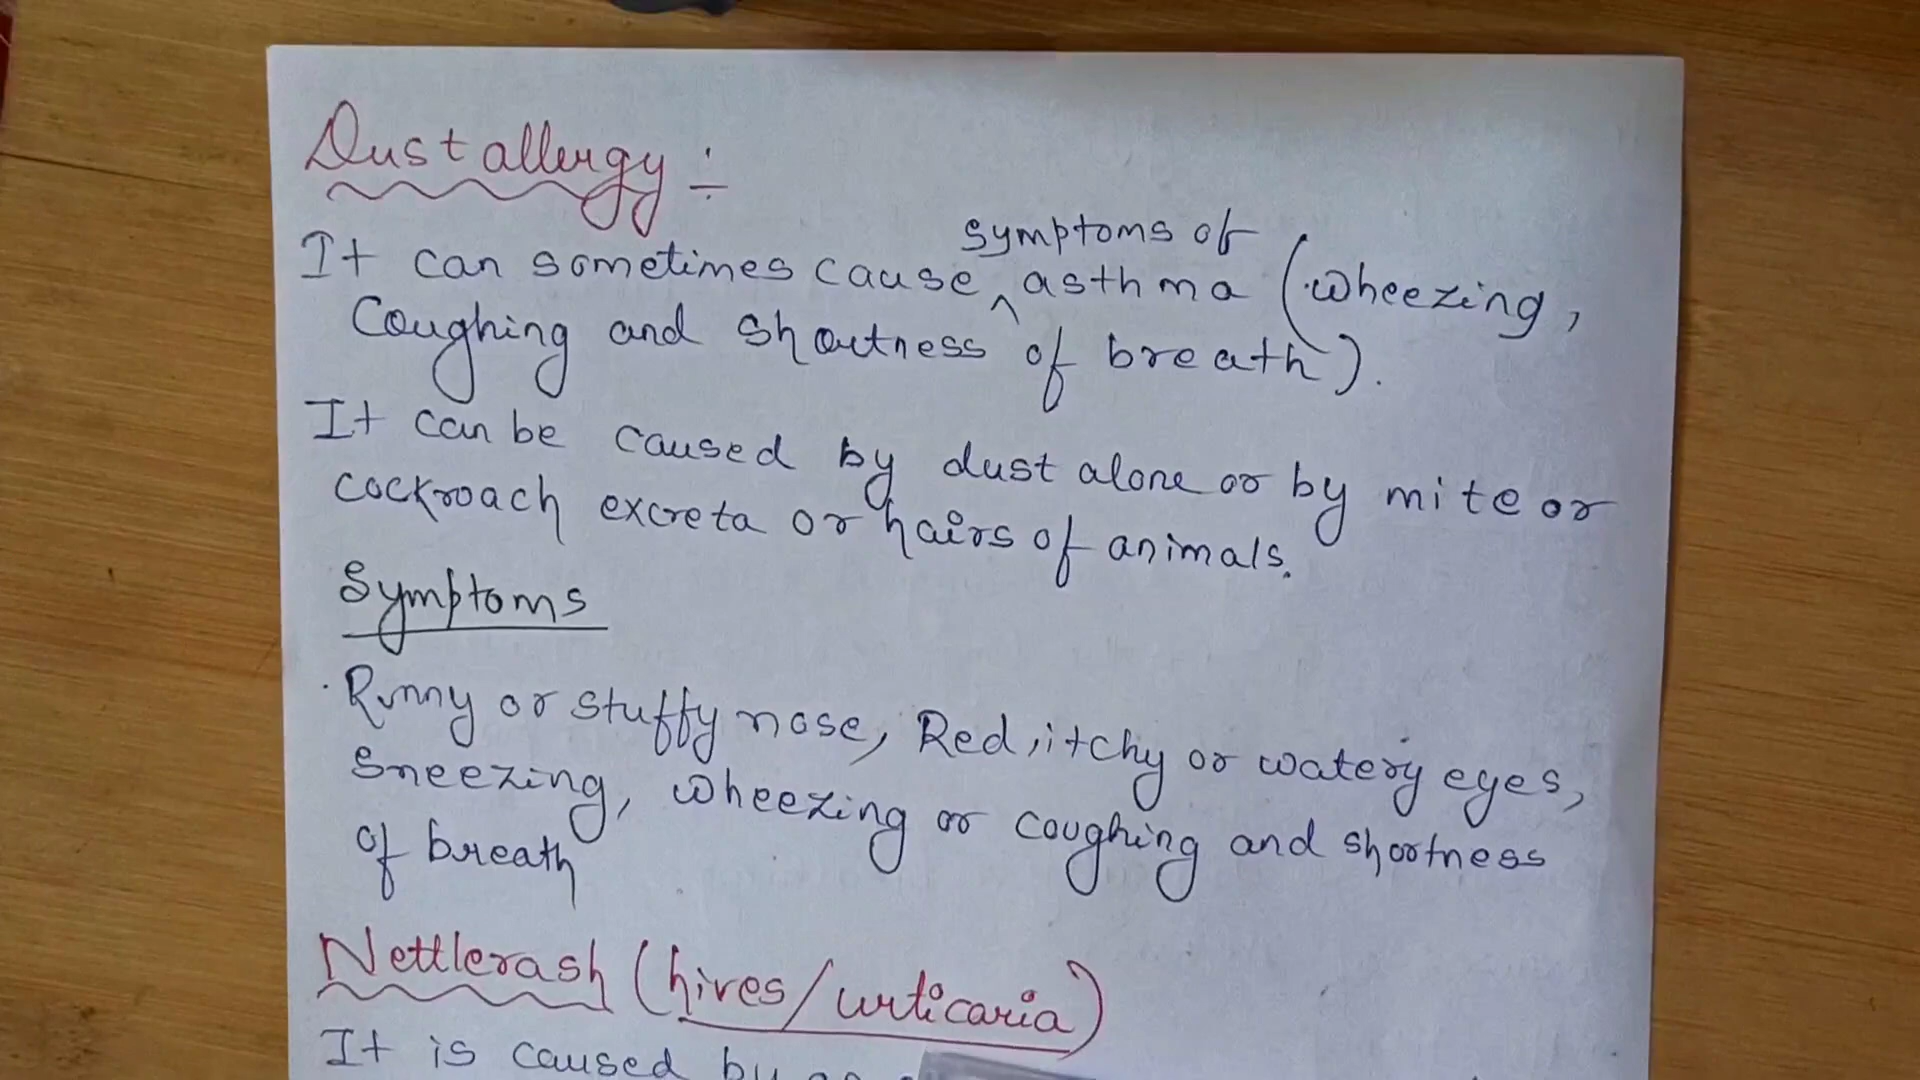 Dust allergy :-
It can sometimes cause ^ symptoms of asthma (wheezing,
Coughing and shortness of breath).
It can be caused by dust alone or by mite or
cockroach excreta or hairs of animals.
Symptoms
· Runny or stuffy nose, Red, itchy or watery eyes,
Sneezing, wheezing or coughing and shortness
of breath
Nettlerash (hives/urticaria)
It is caused by